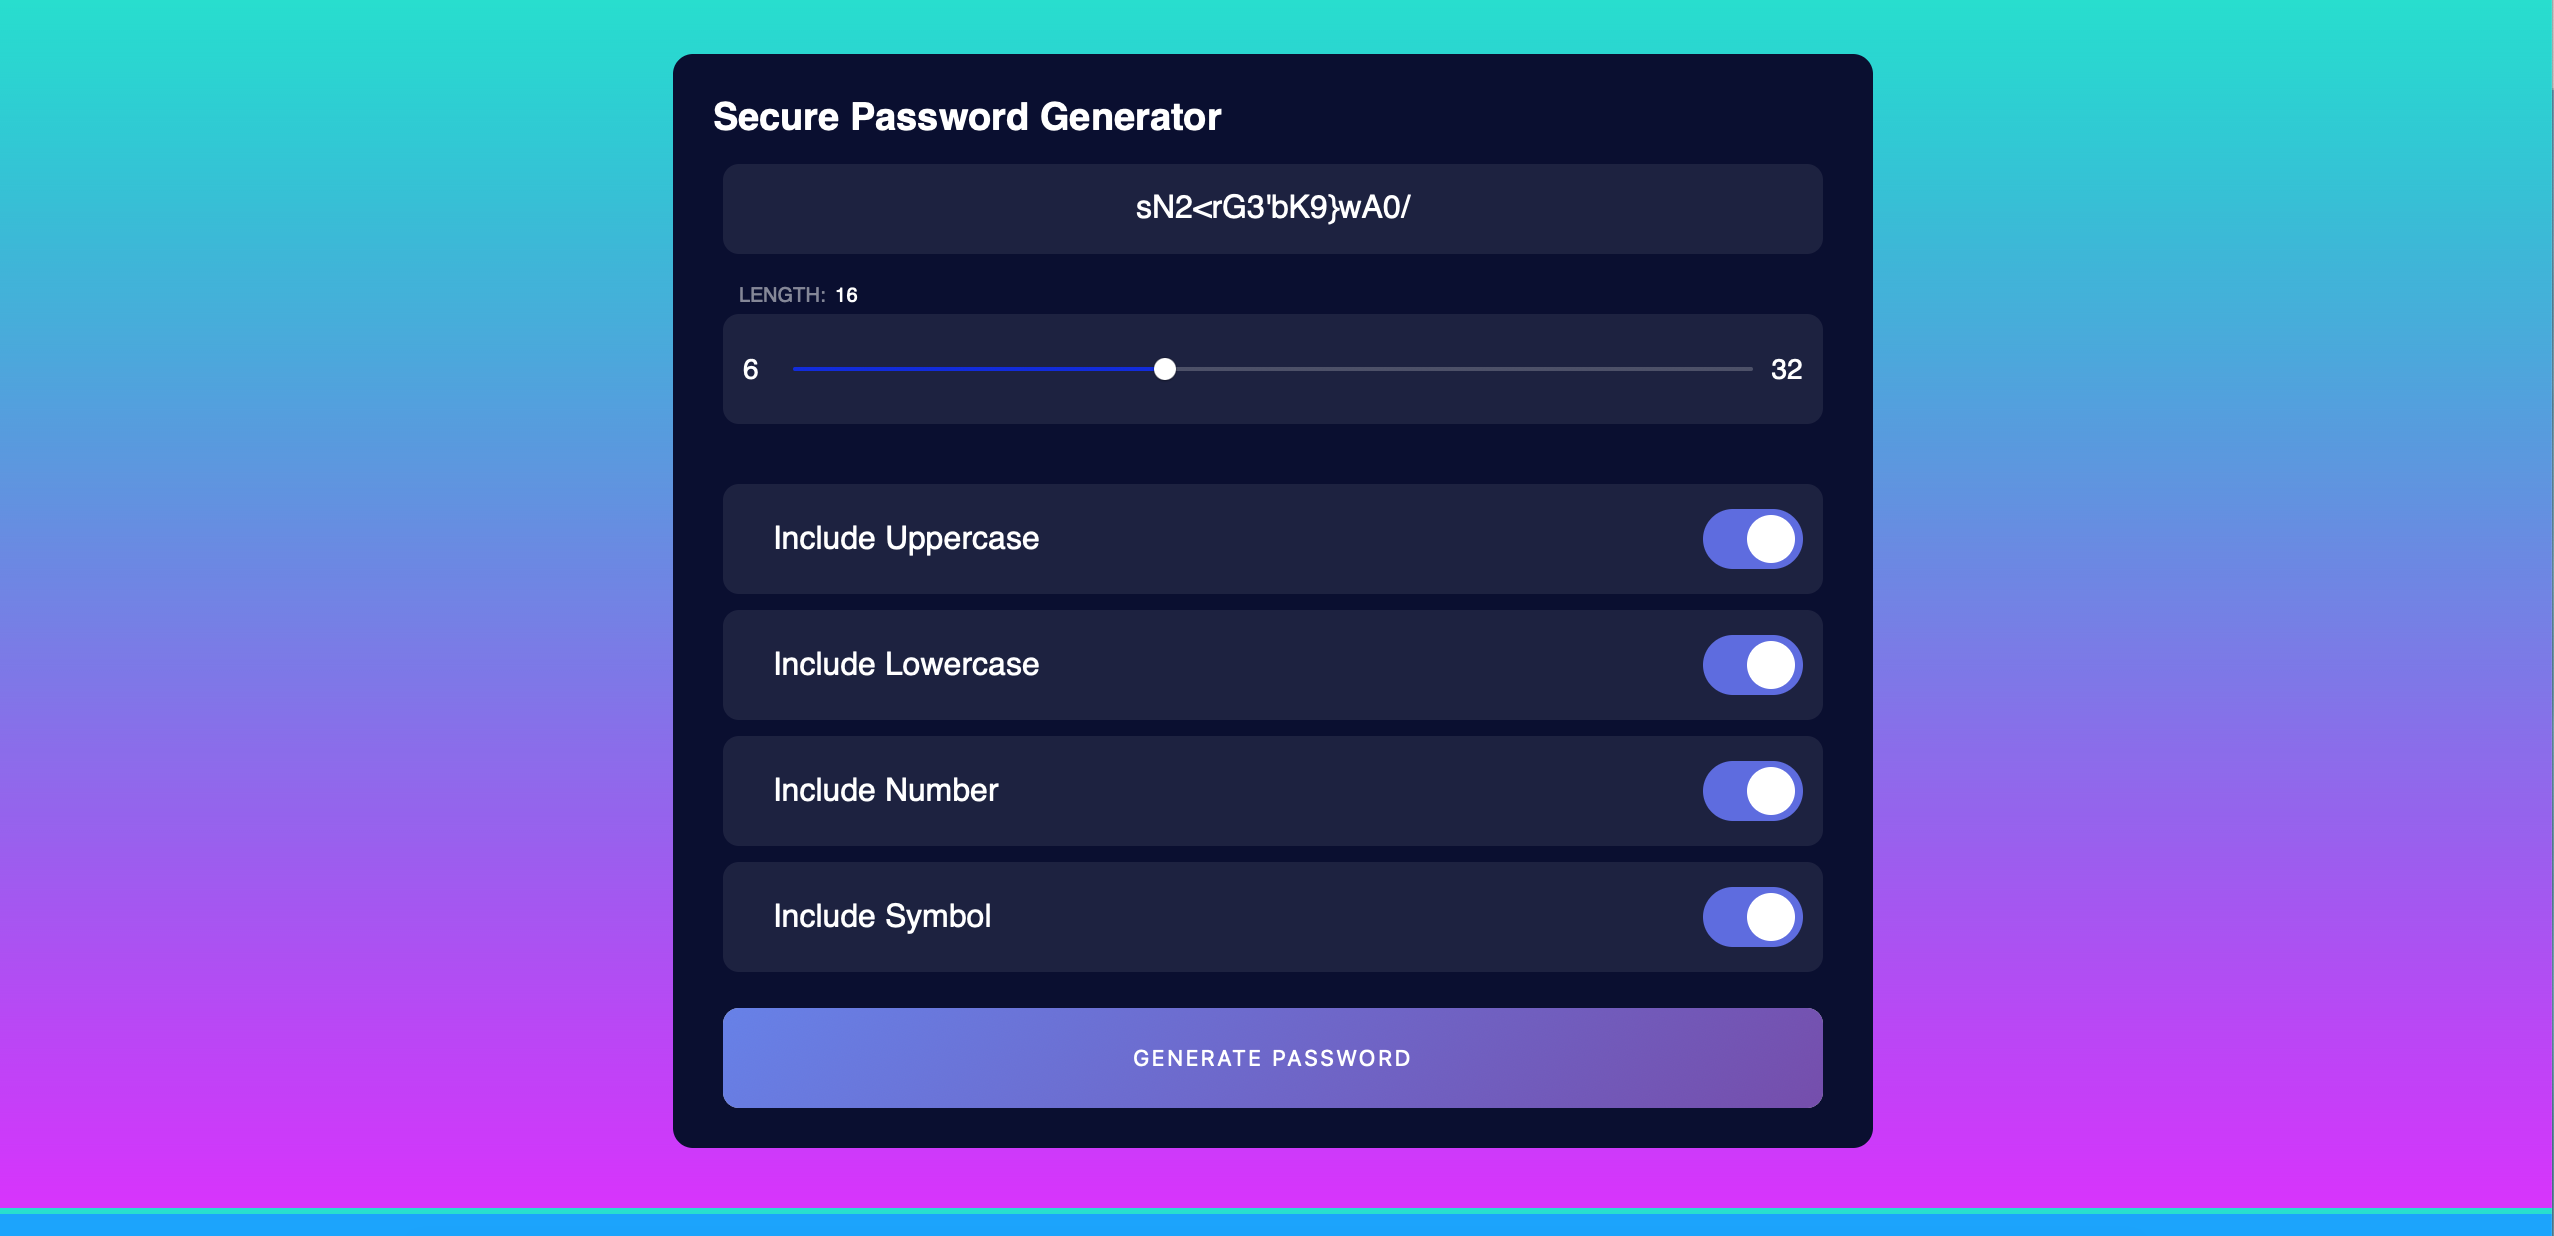 Secure Password Generator
sN2<rG3'bK9}wA0/
LENGTH: 16
6 32
Include Uppercase
Include Lowercase
Include Number
Include Symbol
GENERATE PASSWORD